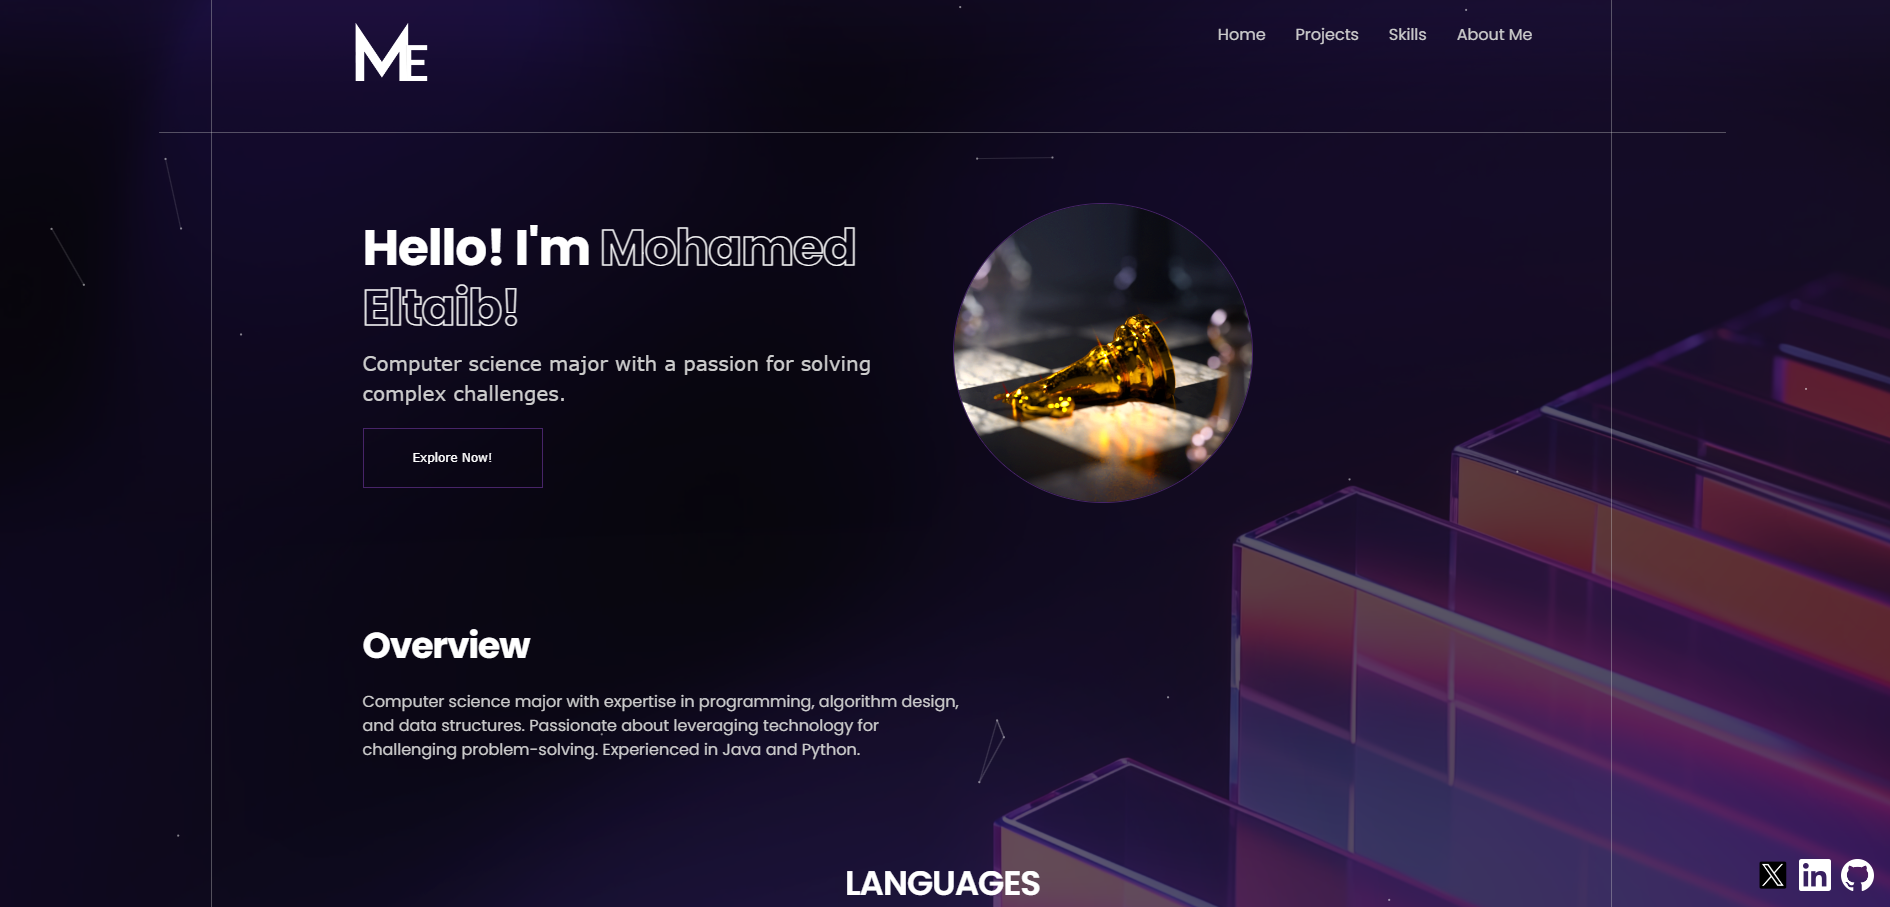 ME
Home Projects Skills About Me
Hello! I'm Mohamed
Eltaib!
Computer science major with a passion for solving
complex challenges.
Explore Now!
Overview
Computer science major with expertise in programming, algorithm design,
and data structures. Passionate about leveraging technology for
challenging problem-solving. Experienced in Java and Python.
LANGUAGES
X in